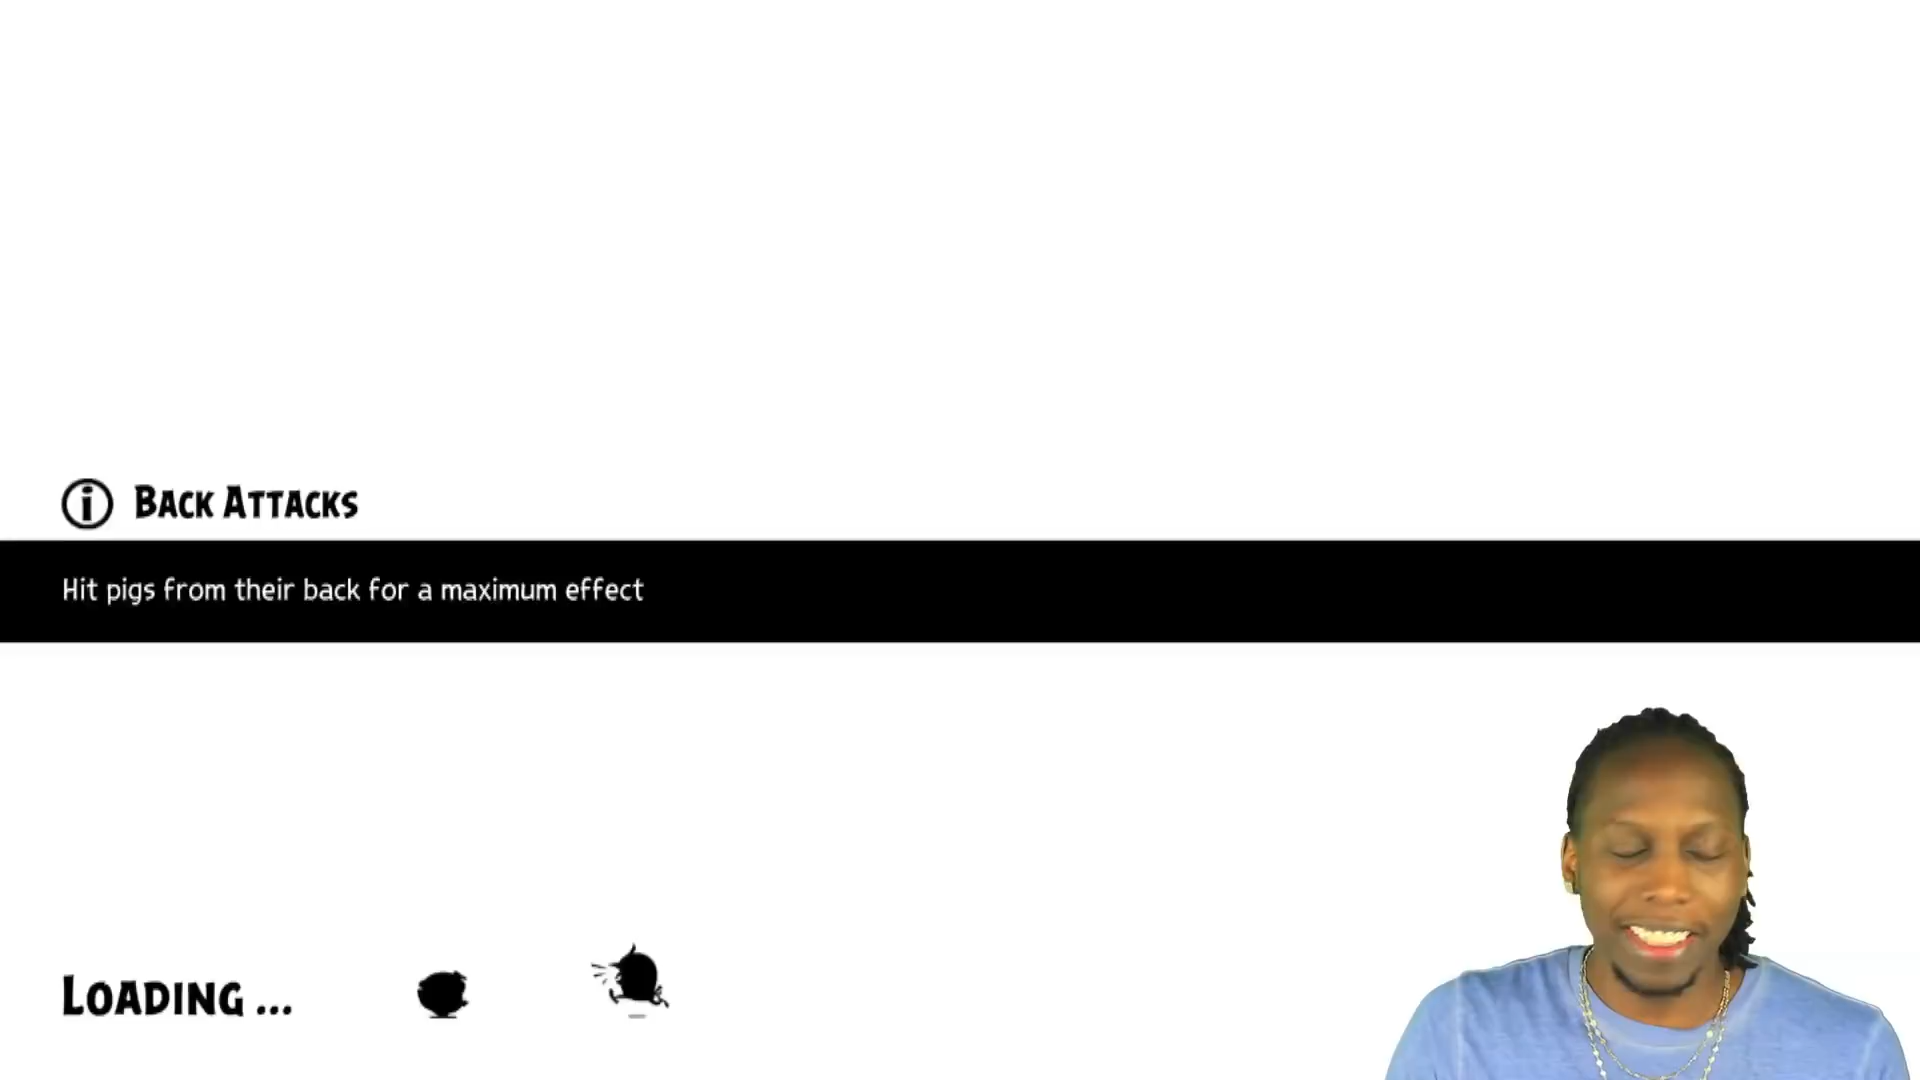 Back Attacks
Hit pigs from their back for a maximum effect
Loading ...